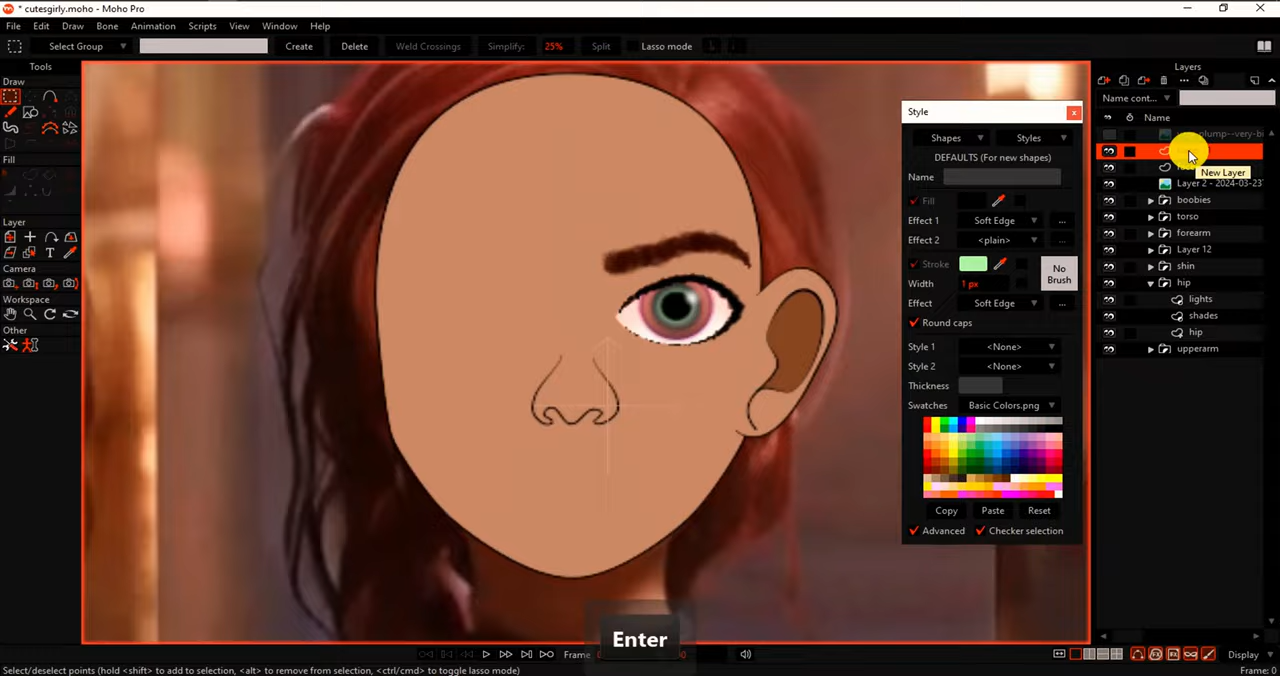 * cutesgirly.moho - Moho Pro
File Edit Draw Bone Animation Scripts View Window Help
Select Group Create Delete Weld Crossings Simplify: 25% Split Lasso mode
Tools
Draw
Fill
Layer
Camera
Workspace
Other
Style
Shapes Styles
DEFAULTS (For new shapes)
Name
Fill
Effect 1 Soft Edge ...
Effect 2 <plain> ...
Stroke
No Brush
Width 1 px
Effect Soft Edge ...
Round caps
Style 1 <None>
Style 2 <None>
Thickness
Swatches Basic Colors.png
Copy Paste Reset
Advanced Checker selection
Layers
Name cont...
Name
New Layer
Layer 2 - 2024-03-23
boobies
torso
forearm
Layer 12
shin
hip
lights
shades
hip
upperarm
Enter
Frame
Display
Select/deselect points (hold <shift> to add to selection, <alt> to remove from selection, <ctrl/cmd> to toggle lasso mode)
Frame: 0